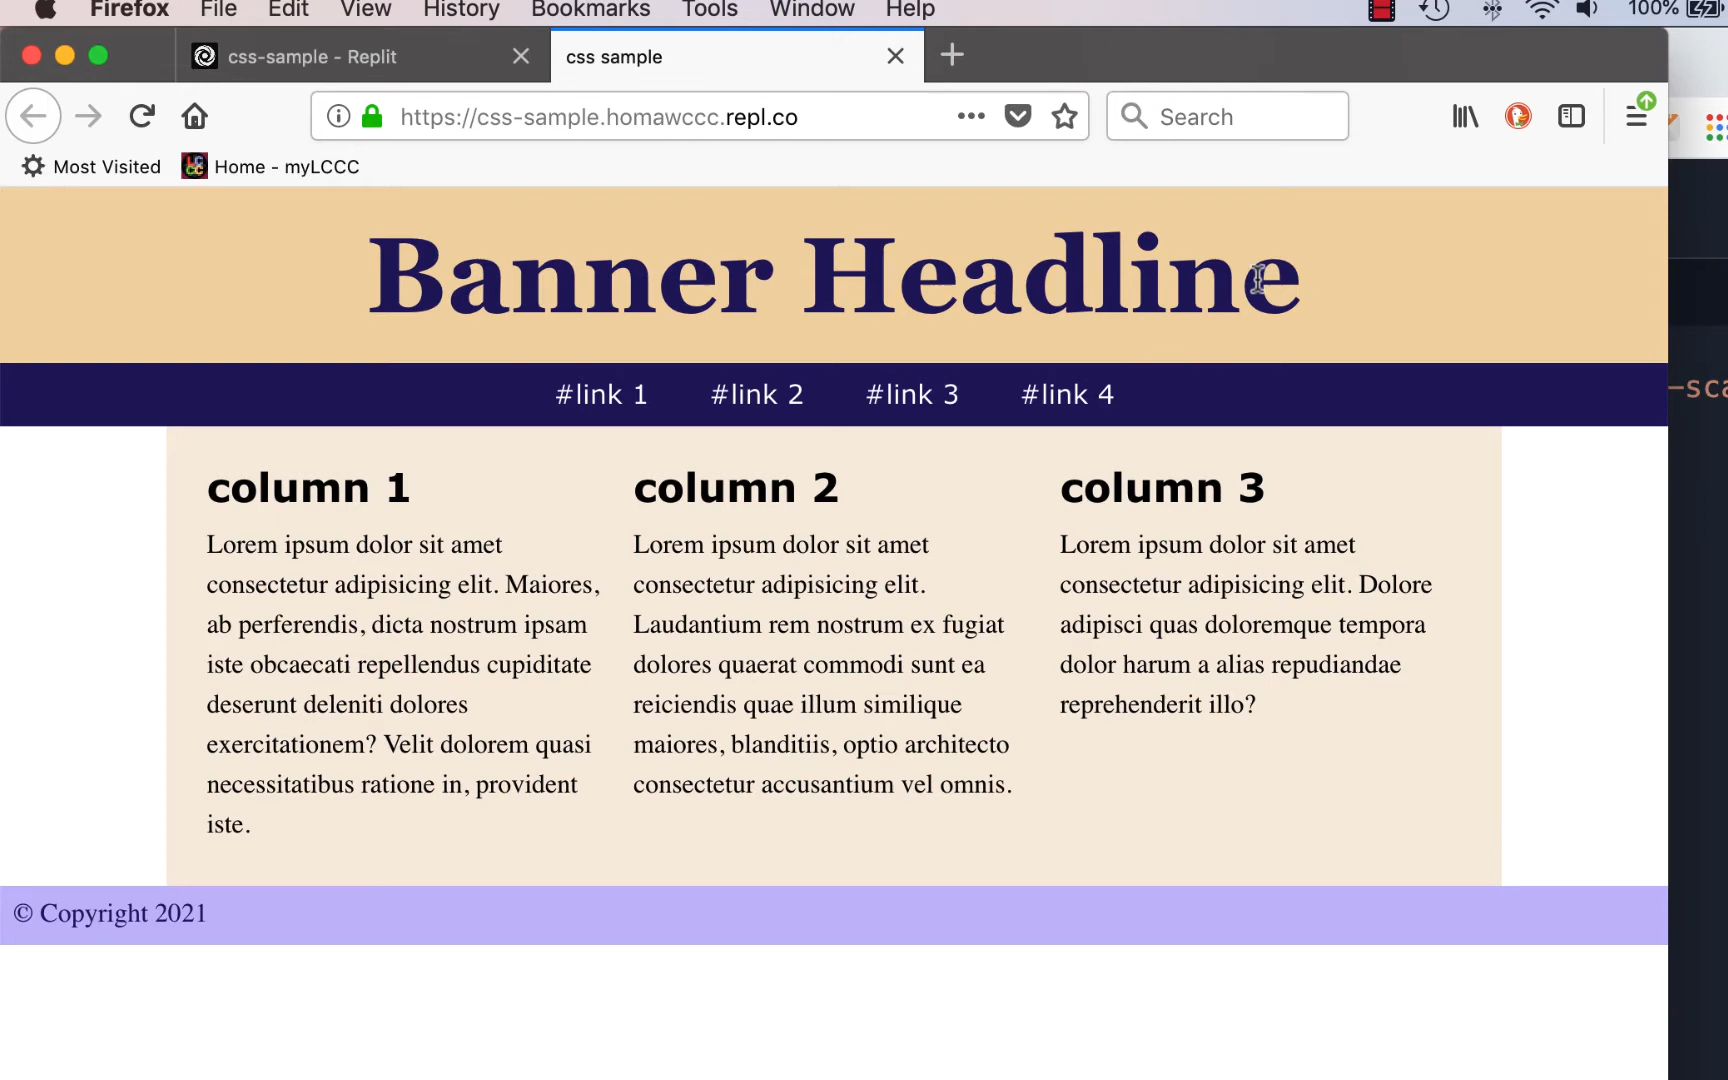 Firefox File Edit View History Bookmarks Tools Window Help 100%
css-sample - Replit css sample
https://css-sample.homawccc.repl.co Search
Most Visited Home - myLCCC
Banner Headline
#link 1 #link 2 #link 3 #link 4
column 1
Lorem ipsum dolor sit amet
consectetur adipisicing elit. Maiores,
ab perferendis, dicta nostrum ipsam
iste obcaecati repellendus cupiditate
deserunt deleniti dolores
exercitationem? Velit dolorem quasi
necessitatibus ratione in, provident
iste.
column 2
Lorem ipsum dolor sit amet
consectetur adipisicing elit.
Laudantium rem nostrum ex fugiat
dolores quaerat commodi sunt ea
reiciendis quae illum similique
maiores, blanditiis, optio architecto
consectetur accusantium vel omnis.
column 3
Lorem ipsum dolor sit amet
consectetur adipisicing elit. Dolore
adipisci quas doloremque tempora
dolor harum a alias repudiandae
reprehenderit illo?
© Copyright 2021